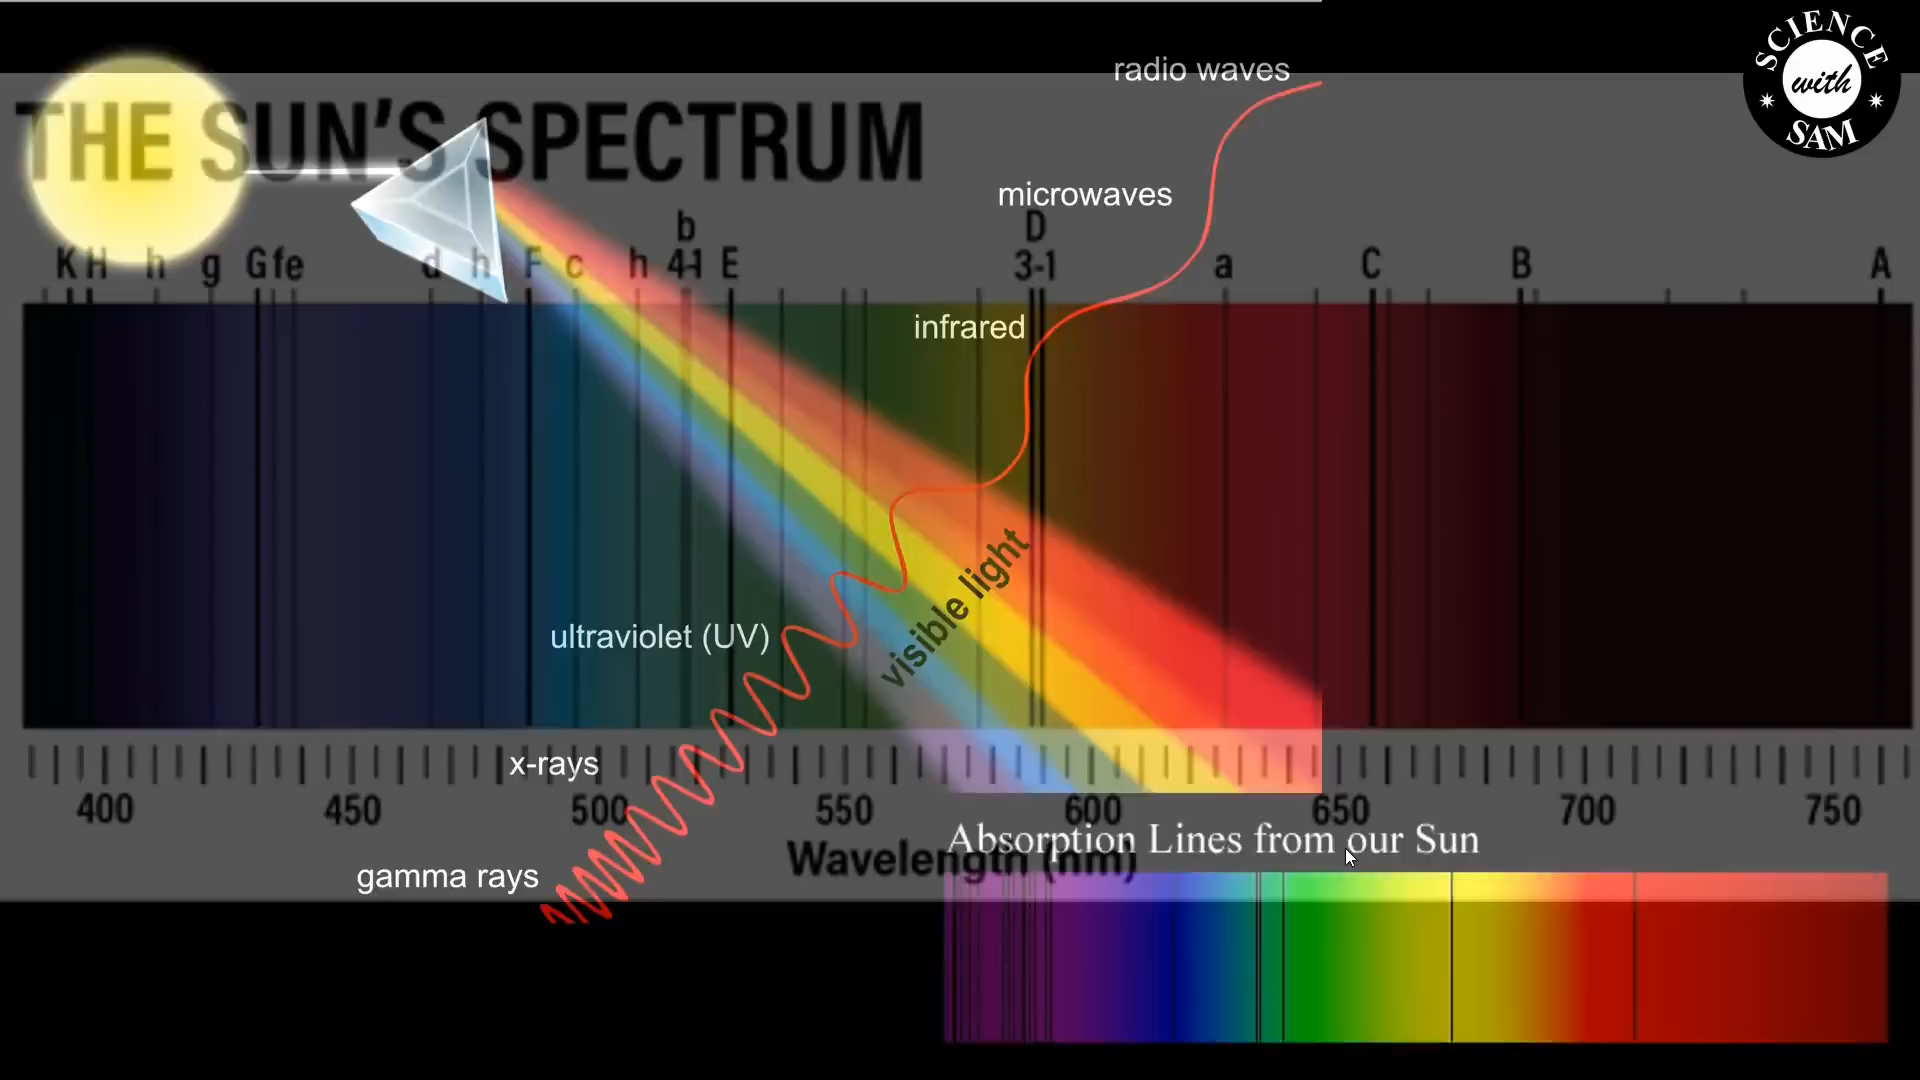 radio waves
SCIENCE
with
SAM
THE SUN'S SPECTRUM
microwaves
b D
K H h g G f e d h F c h 4-1 E 3-1 a C B A
infrared
visible light
ultraviolet (UV)
x-rays
400 450 500 550 600 650 700 750
Absorption Lines from our Sun
Wavelength (nm)
gamma rays